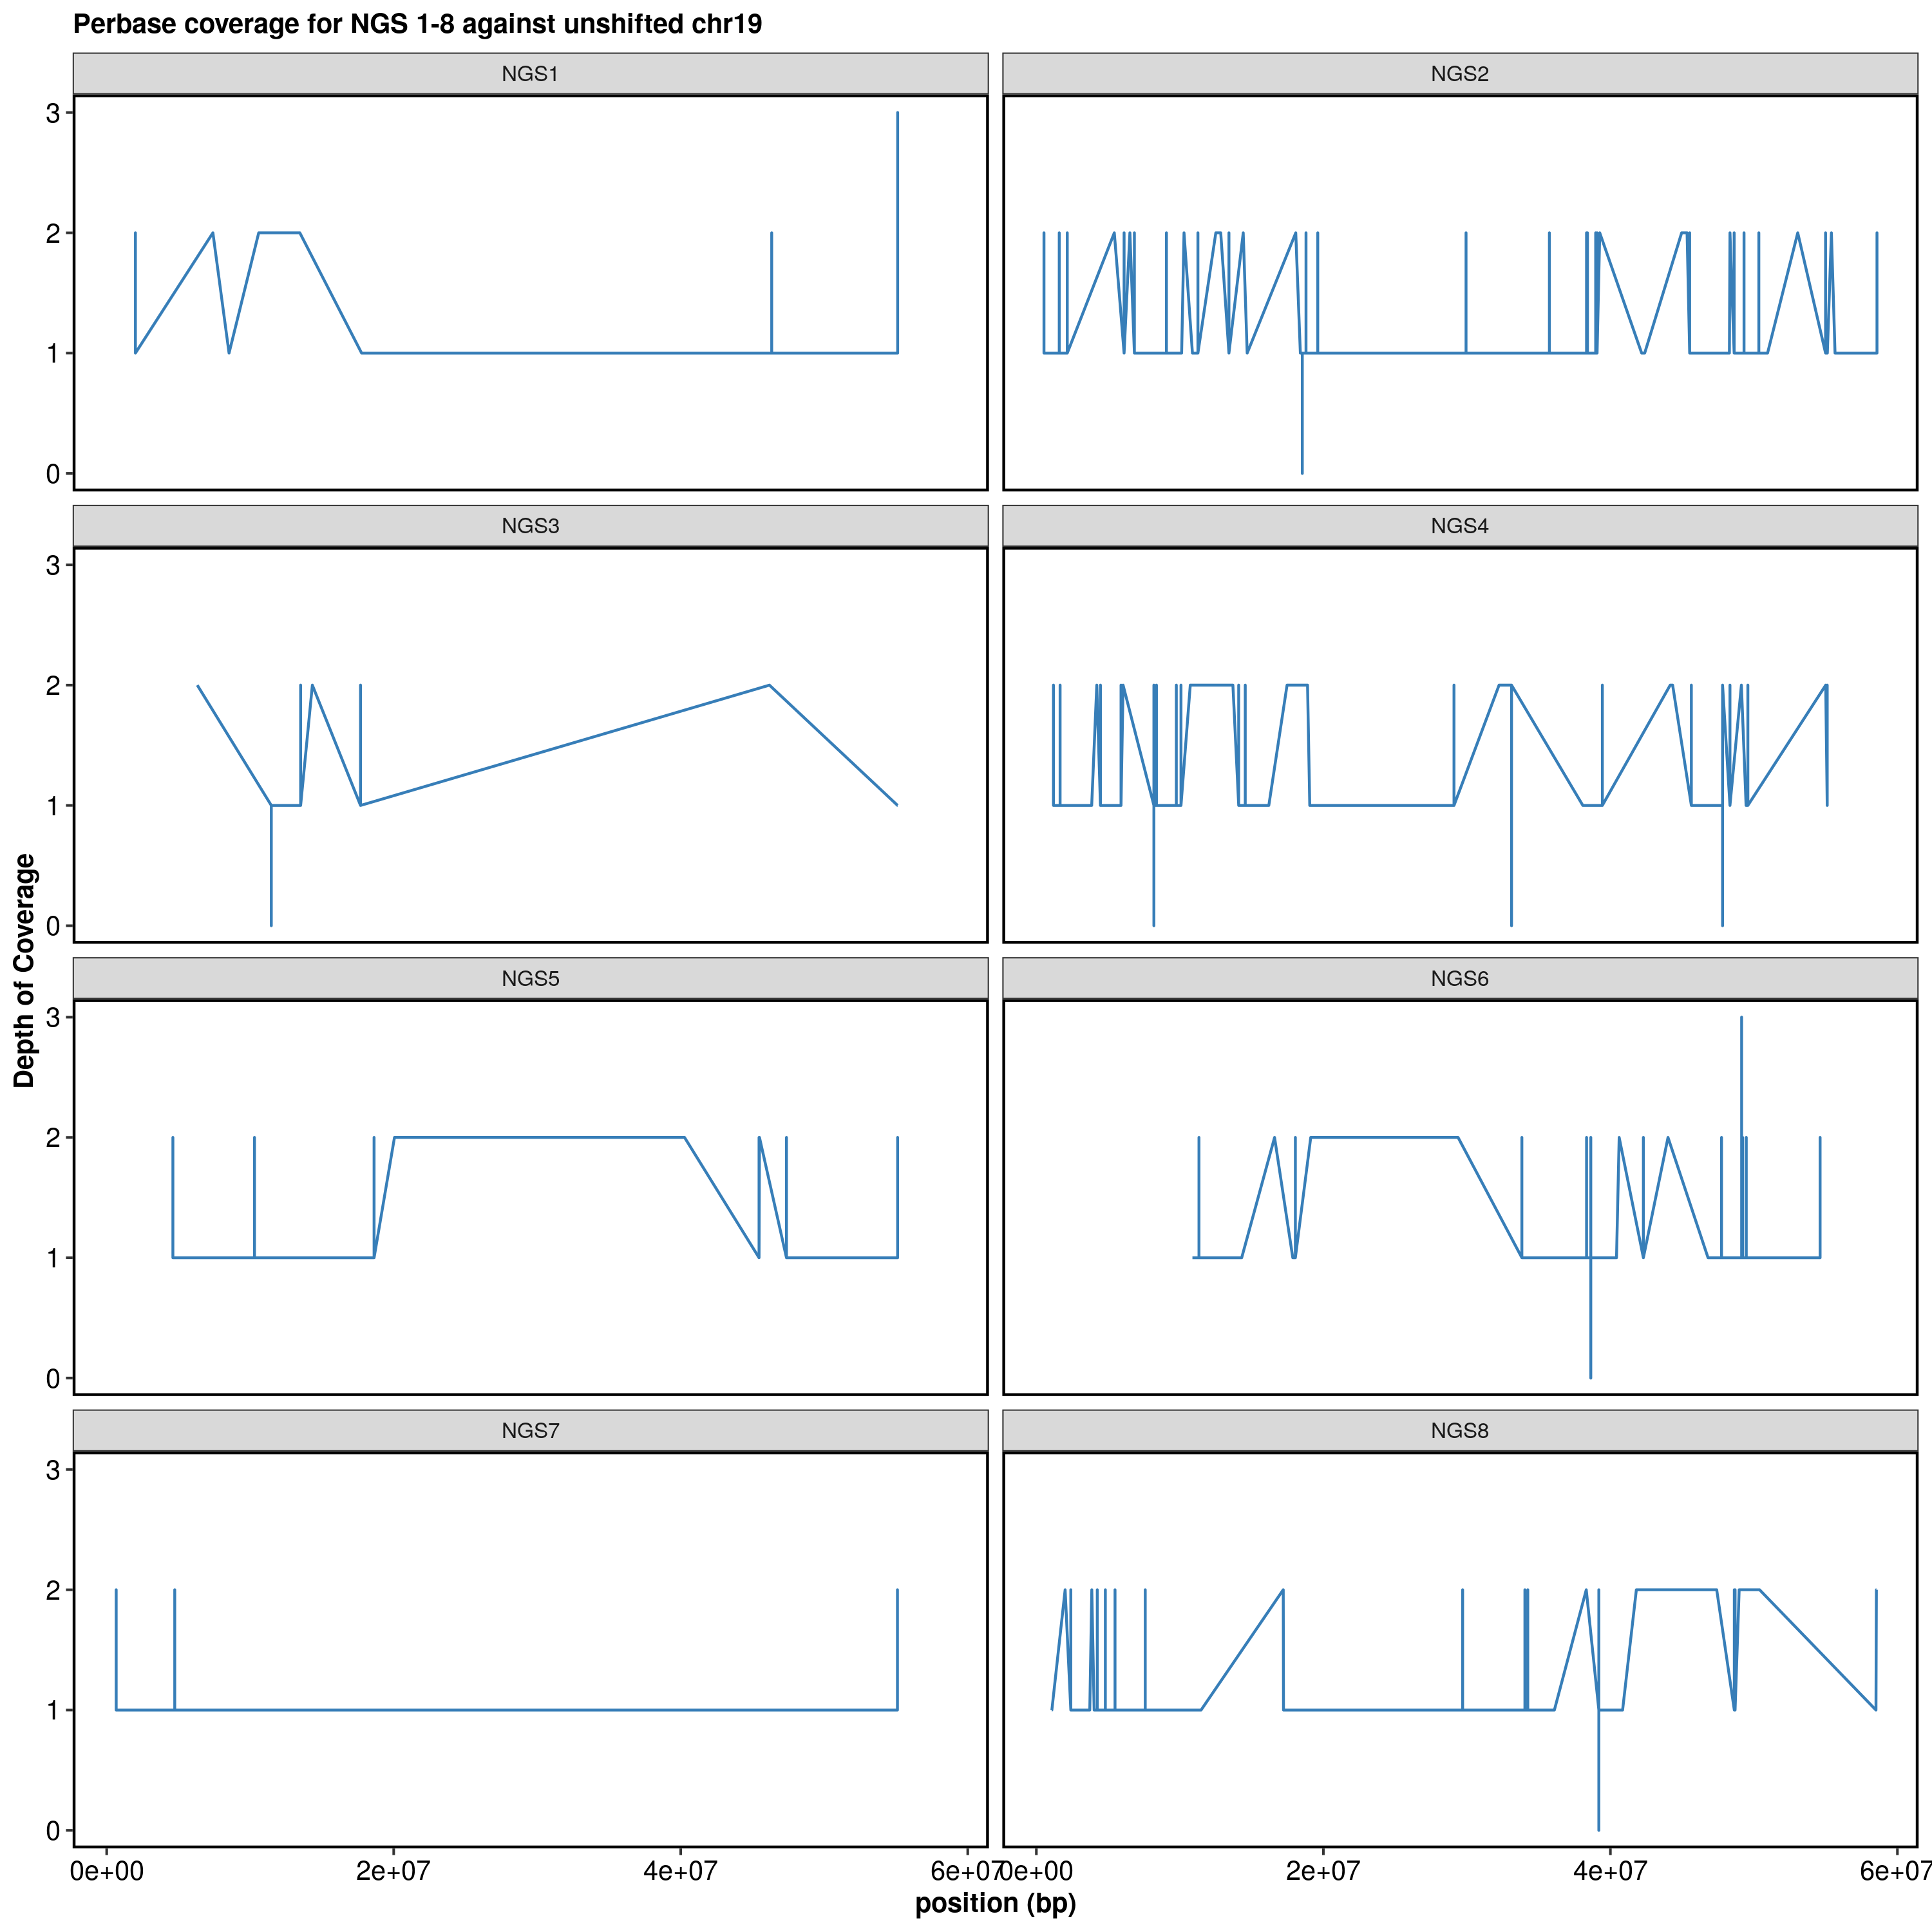 Perbase coverage for NGS 1-8 against unshifted chr19
NGS1
NGS2
3
2
1
0
NGS3
NGS4
3
2
1
0
NGS5
NGS6
3
2
1
0
NGS7
NGS8
3
2
1
0
Depth of Coverage
0e+00 2e+07 4e+07 6e+07 0e+00 2e+07 4e+07 6e+07
position (bp)